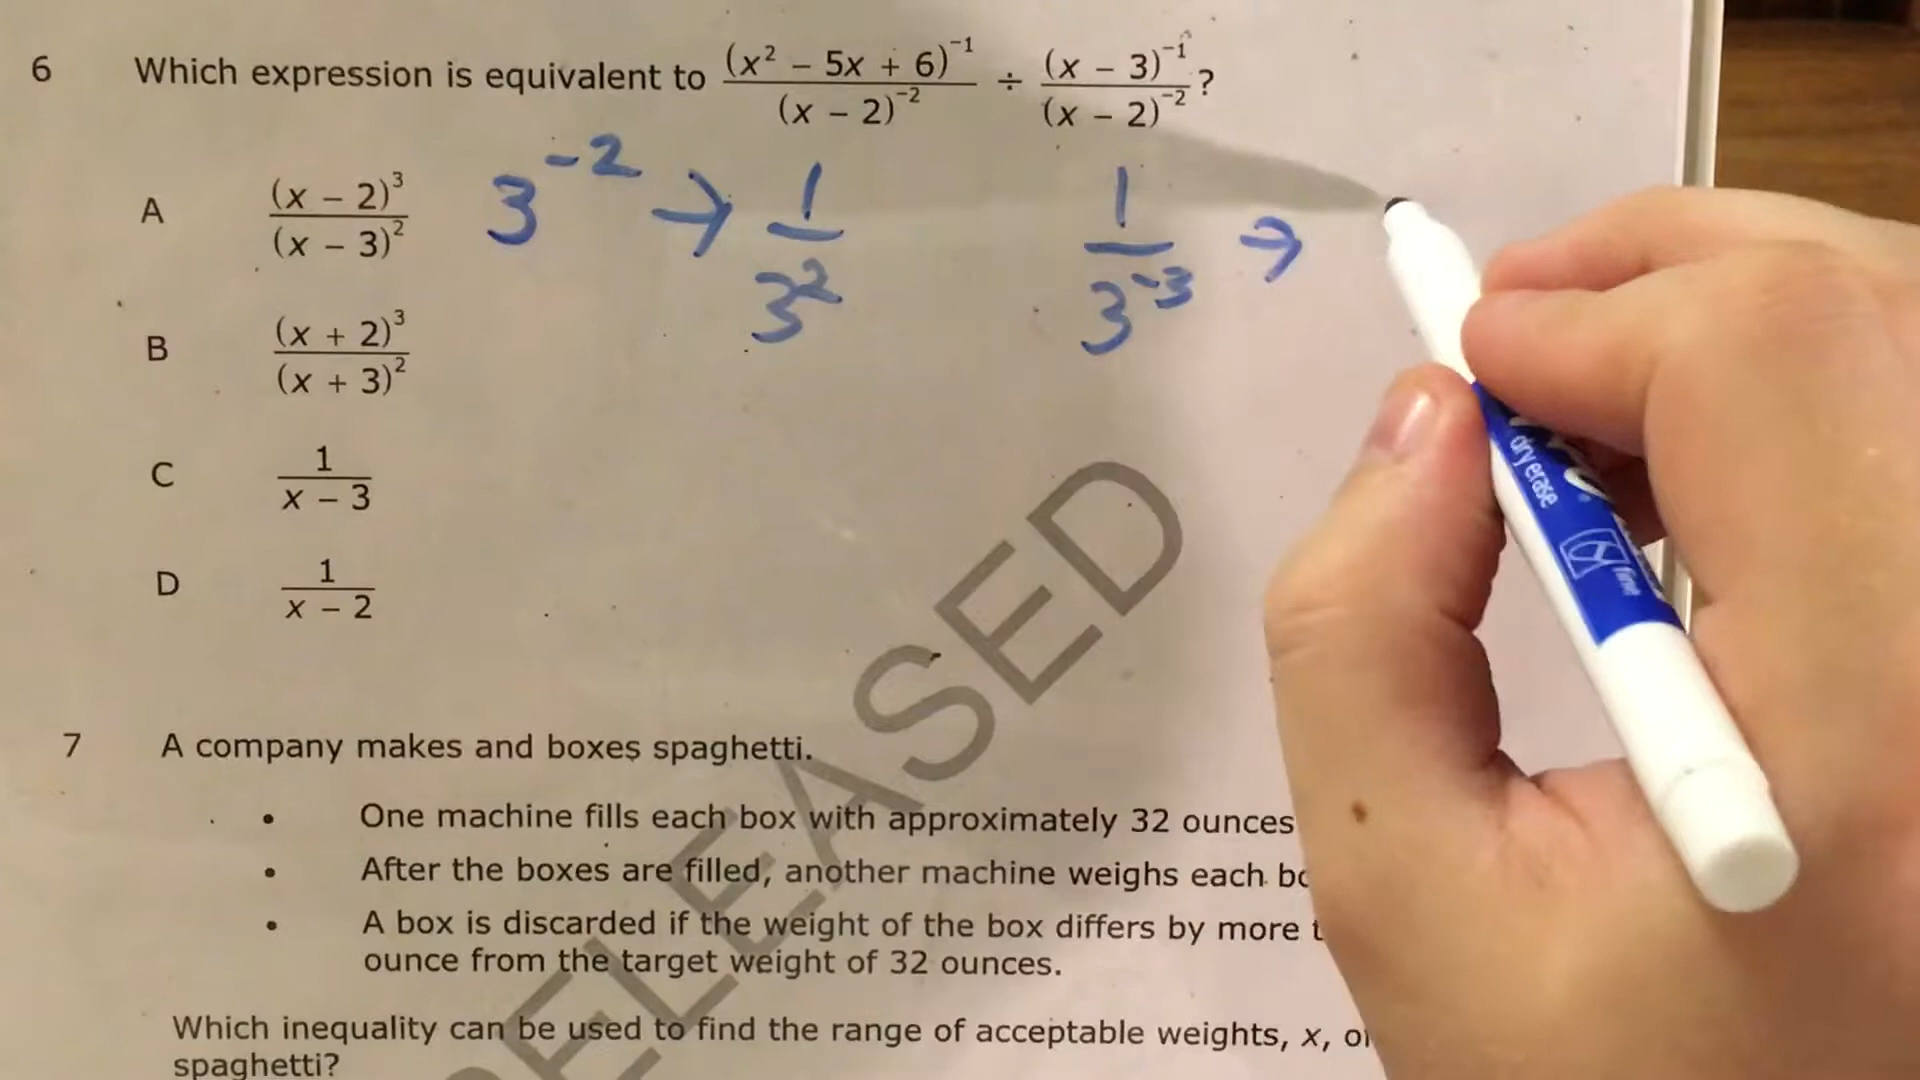 6 Which expression is equivalent to (x² − 5x + 6)⁻¹ / (x − 2)⁻² ÷ (x − 3)⁻¹ / (x − 2)⁻² ?
A (x − 2)³ / (x − 3)²
3⁻² → 1 / 3²
1 / 3⁻³ →
B (x + 2)³ / (x + 3)²
C 1 / x − 3
D 1 / x − 2
RELEASED
7 A company makes and boxes spaghetti.
• One machine fills each box with approximately 32 ounces
• After the boxes are filled, another machine weighs each
• A box is discarded if the weight of the box differs by more
ounce from the target weight of 32 ounces.
Which inequality can be used to find the range of acceptable weights, x,
spaghetti?
dry erase
fine